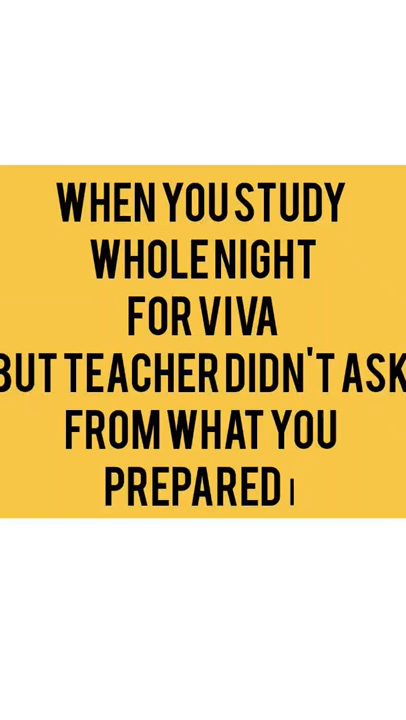 WHEN YOU STUDY
WHOLE NIGHT
FOR VIVA
BUT TEACHER DIDN'T ASK
FROM WHAT YOU
PREPARED